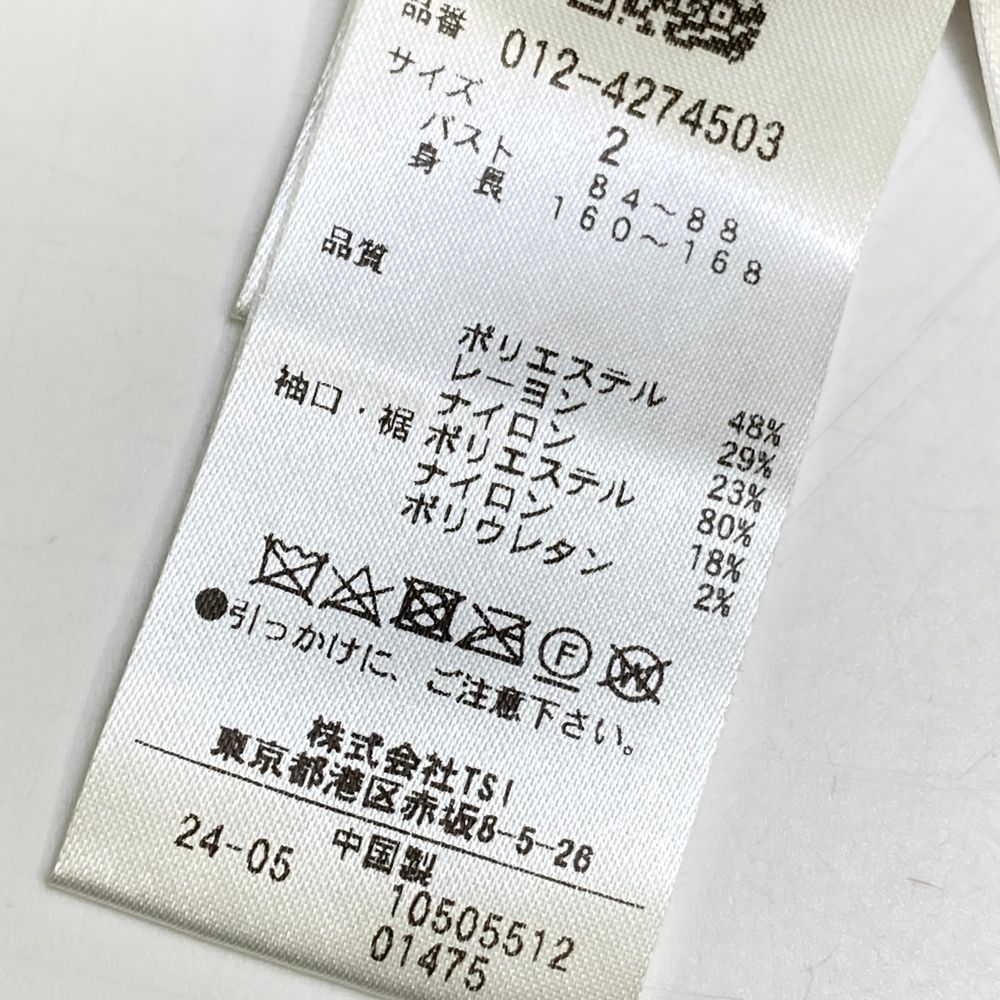 品番 012-4274503
サイズ 2
バスト 84～88
身長 160～168
品質
ポリエステル 48%
レーヨン 29%
ナイロン 23%
袖口・裾 ポリエステル 80%
ナイロン 18%
ポリウレタン 2%
F W
●引っかけに、ご注意下さい。
株式会社TSI
東京都港区赤坂8-5-26
24-05 中国製
10505512
01475